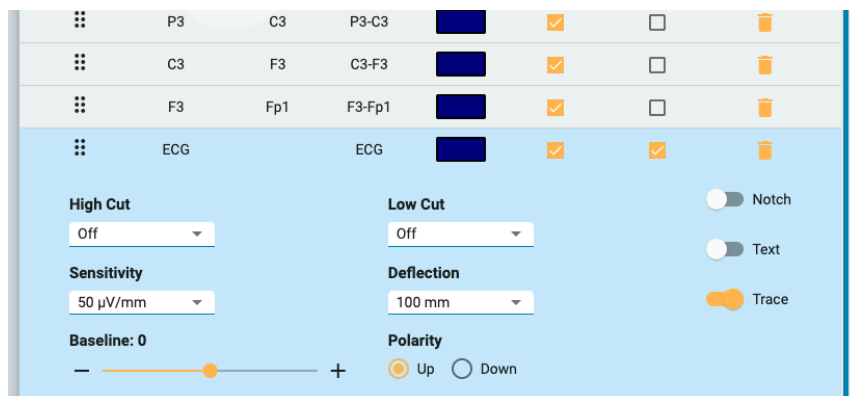 P3 C3 P3-C3
C3 F3 C3-F3
F3 Fp1 F3-Fp1
ECG ECG
High Cut Low Cut Notch
Off Off
Text
Sensitivity Deflection
50 µV/mm 100 mm Trace
Baseline: 0 Polarity
− + Up Down